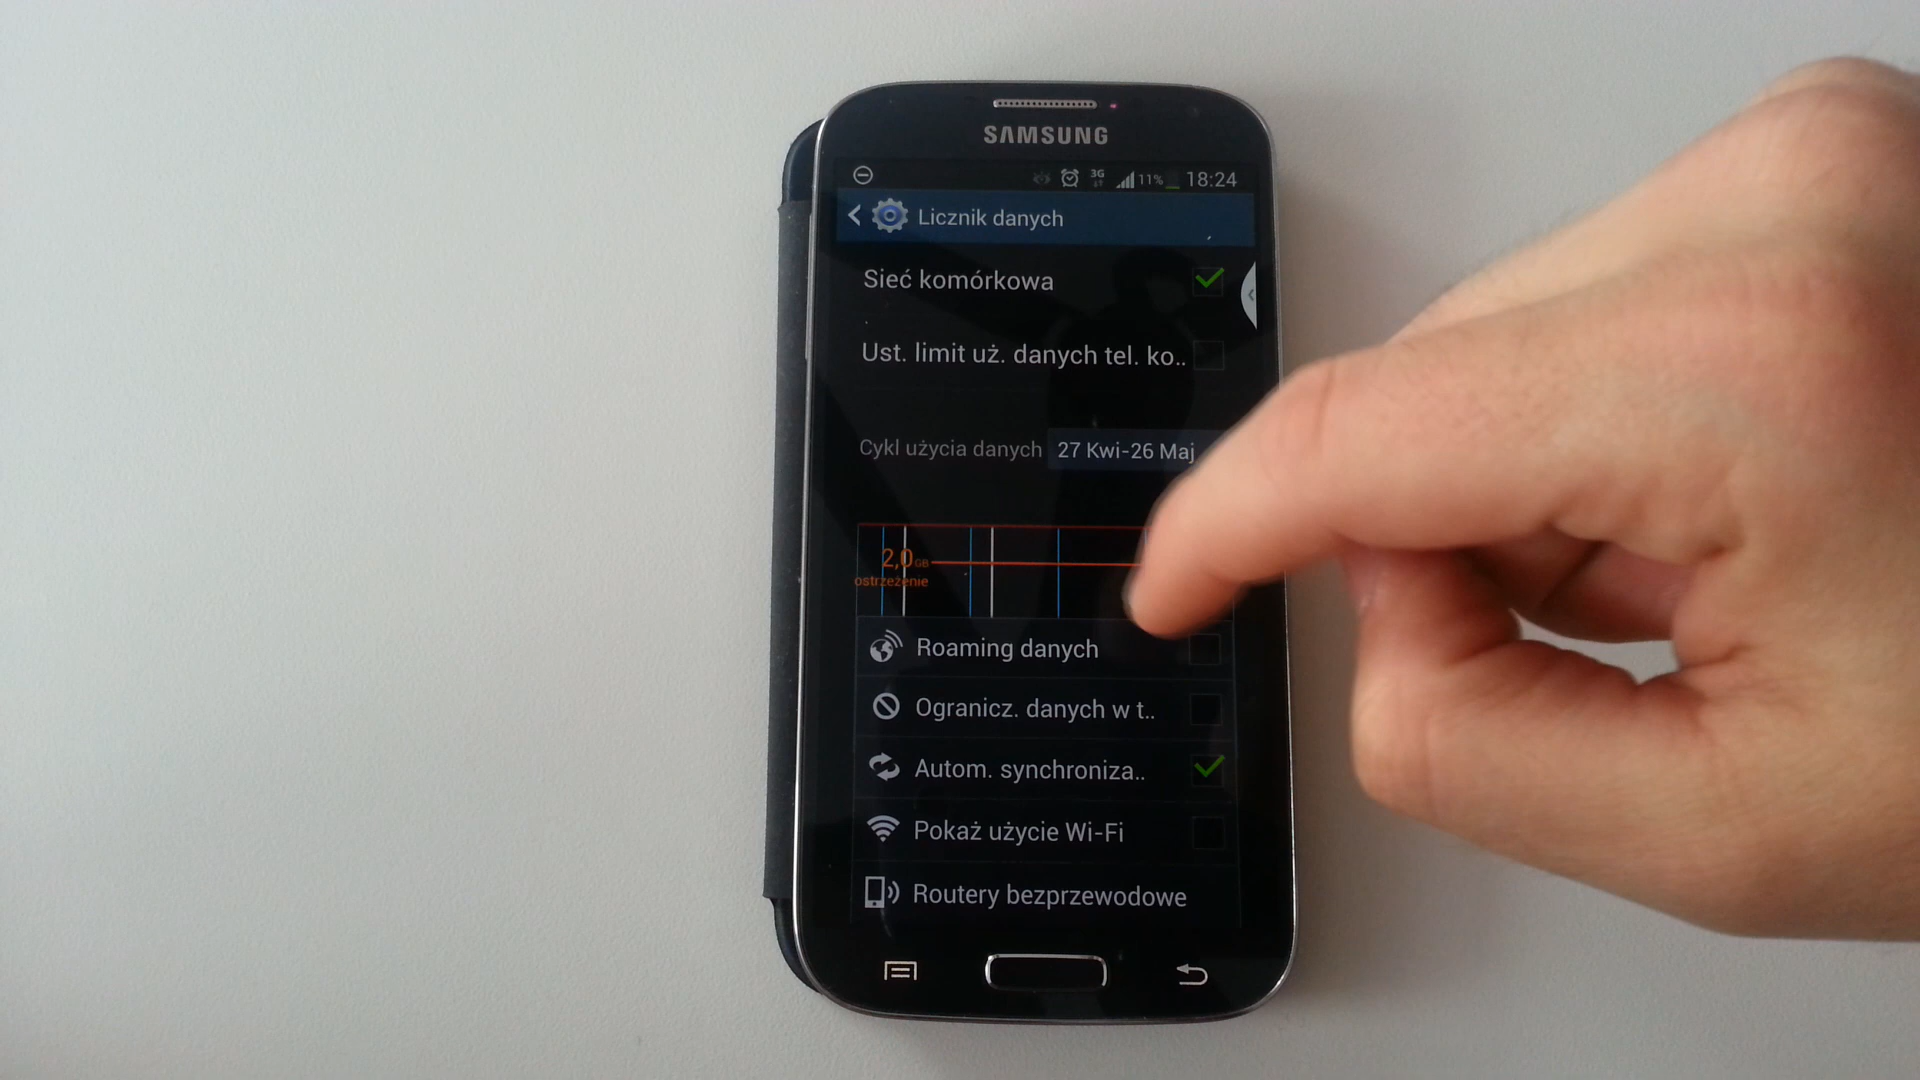 SAMSUNG
3G 11% 18:24
Licznik danych
Sieć komórkowa
Ust. limit uż. danych tel. ko..
Cykl użycia danych 27 Kwi-26 Maj
2,0GB
ostrzeżenie
Roaming danych
Ogranicz. danych w t..
Autom. synchroniza..
Pokaż użycie Wi-Fi
Routery bezprzewodowe